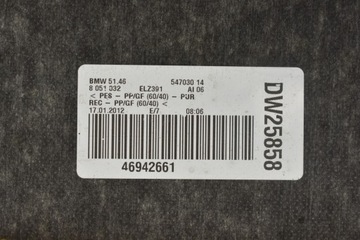 BMW 51.46 547030 14
8 051 332 ELZ391 AI 06
< PES - PP/GF (60/40) - PUR
REC - PP/GF (60/40) <
17.01.2012 E/7 08:06
46942661
DW25858